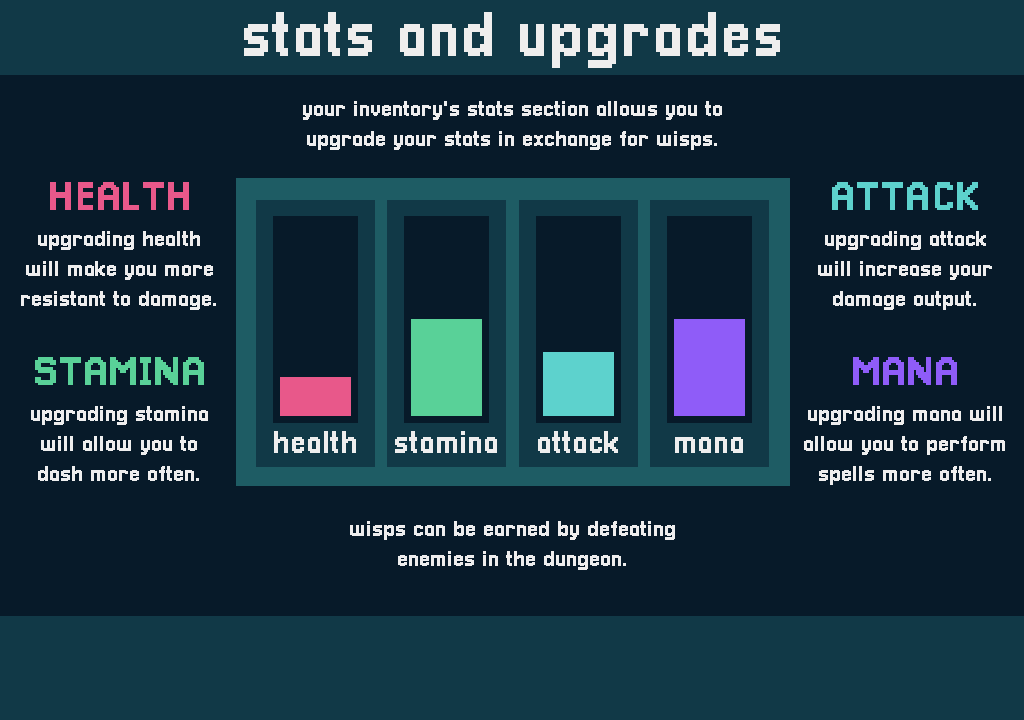 stats and upgrades
your inventory's stats section allows you to
upgrade your stats in exchange for wisps.
HEALTH
upgrading health
will make you more
resistant to damage.
STAMINA
upgrading stamina
will allow you to
dash more often.
health
stamina
attack
mana
ATTACK
upgrading attack
will increase your
damage output.
MANA
upgrading mana will
allow you to perform
spells more often.
wisps can be earned by defeating
enemies in the dungeon.